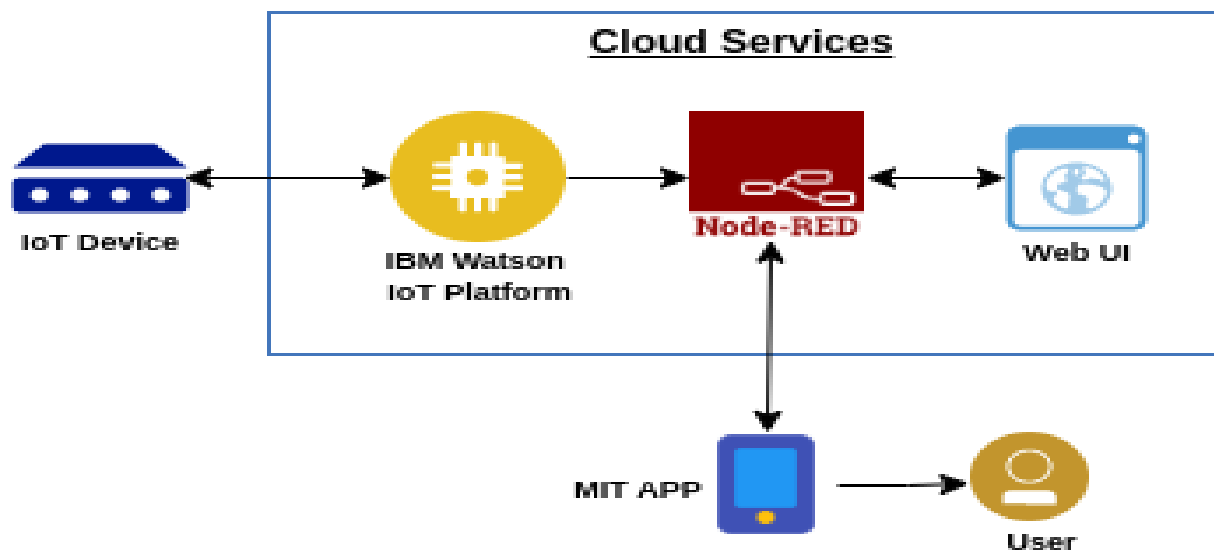 Cloud Services
IoT Device
IBM Watson
IoT Platform
Node-RED
Web UI
MIT APP
User